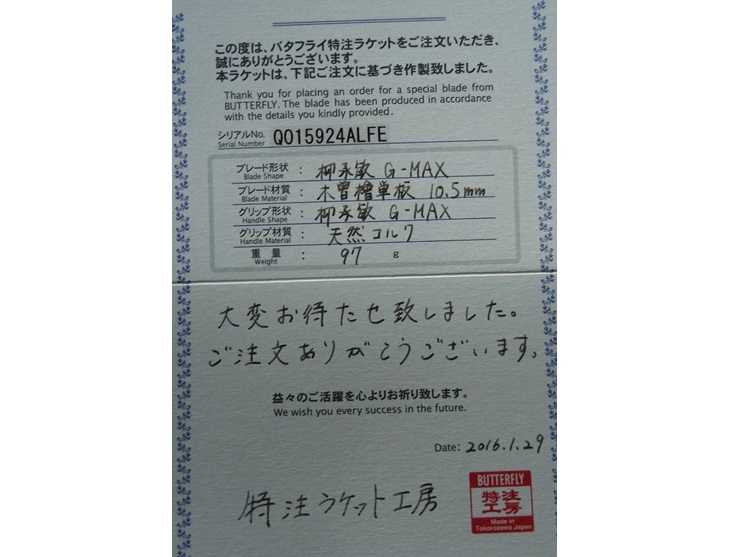 この度は、バタフライ特注ラケットをご注文いただき、
誠にありがとうございます。
本ラケットは、下記ご注文に基づき作製致しました。
Thank you for placing an order for a special blade from
BUTTERFLY. The blade has been produced in accordance
with the details you kindly provided.
シリアルNo. Q015924ALFE
Serial Number
ブレード形状 : 柳承敏 G-MAX
Blade Shape
ブレード材質 : 木曽檜単板 10.5mm
Blade Material
グリップ形状 : 柳承敏 G-MAX
Handle Shape
グリップ材質 : 天然コルク
Handle Material
重量 : 97 g
Weight
大変お待たせ致しました。
ご注文ありがとうございます。
益々のご活躍を心よりお祈り致します。
We wish you every success in the future.
Date: 2016.1.29
特注ラケット工房
BUTTERFLY
特注
工房
Made in
Tokorozawa Japan